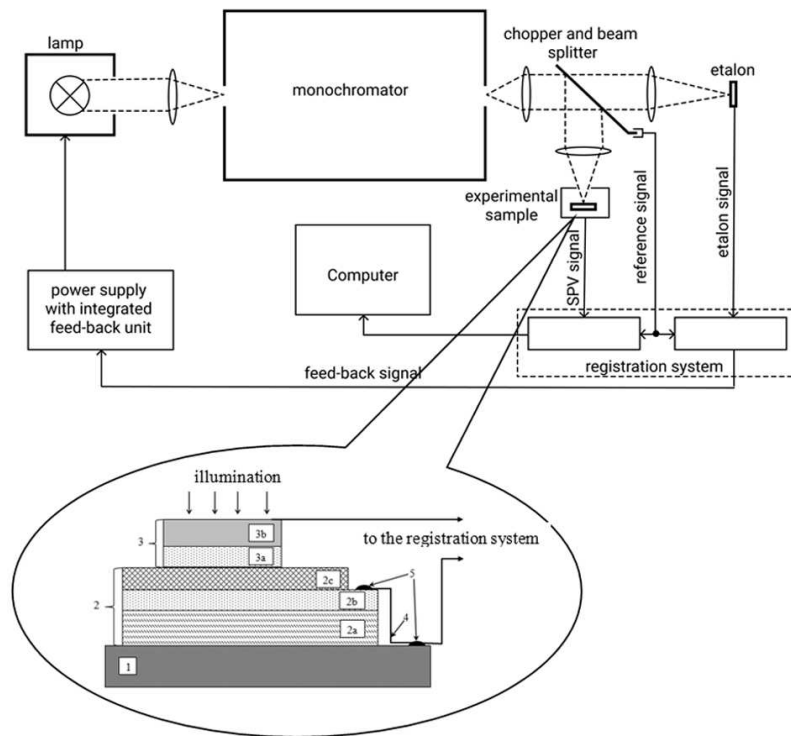 lamp
monochromator
chopper and beam
splitter
etalon
experimental
sample
SPV signal
reference signal
etalon signal
Computer
power supply
with integrated
feed-back unit
registration system
feed-back signal
illumination
3
3b
3a
to the registration system
2
2c
2b
2a
5
4
1